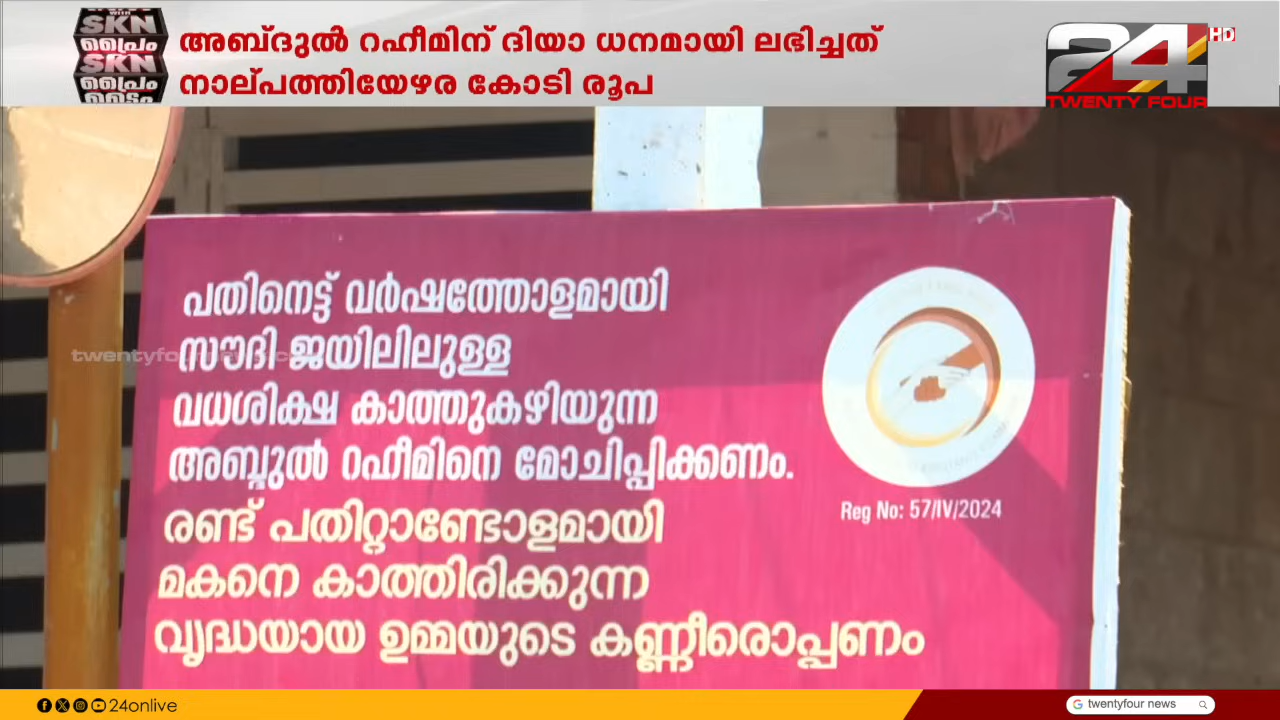 SKN
പ്രൈം
SKN
പ്രൈം
അബ്ദുൽ റഹീമിന് ദിയാ ധനമായി ലഭിച്ചത്
നാല്പത്തിയേഴര കോടി രൂപ
24
HD
TWENTY FOUR
പതിനെട്ട് വർഷത്തോളമായി
സൗദി ജയിലിലുള്ള
വധശിക്ഷ കാത്തുകഴിയുന്ന
അബ്ദുൽ റഹീമിനെ മോചിപ്പിക്കണം.
രണ്ട് പതിറ്റാണ്ടോളമായി
മകനെ കാത്തിരിക്കുന്ന
വൃദ്ധയായ ഉമ്മയുടെ കണ്ണീരൊപ്പണം
Reg No: 57/IV/2024
24onlive
twentyfour news